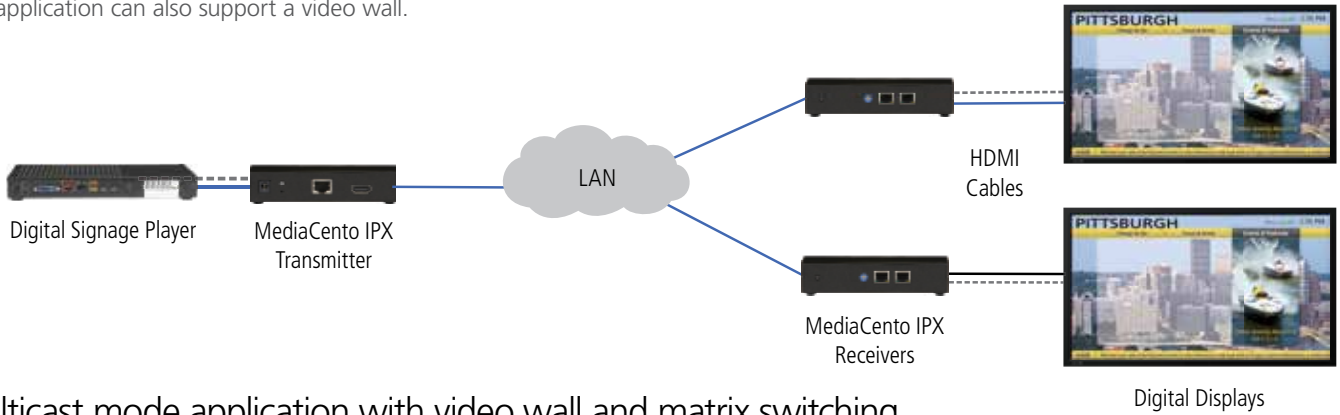 application can also support a video wall.
PITTSBURGH
LAN
HDMI
Cables
Digital Signage Player
MediaCento IPX
Transmitter
PITTSBURGH
MediaCento IPX
Receivers
Digital Displays
lticast mode application with video wall and matrix switching